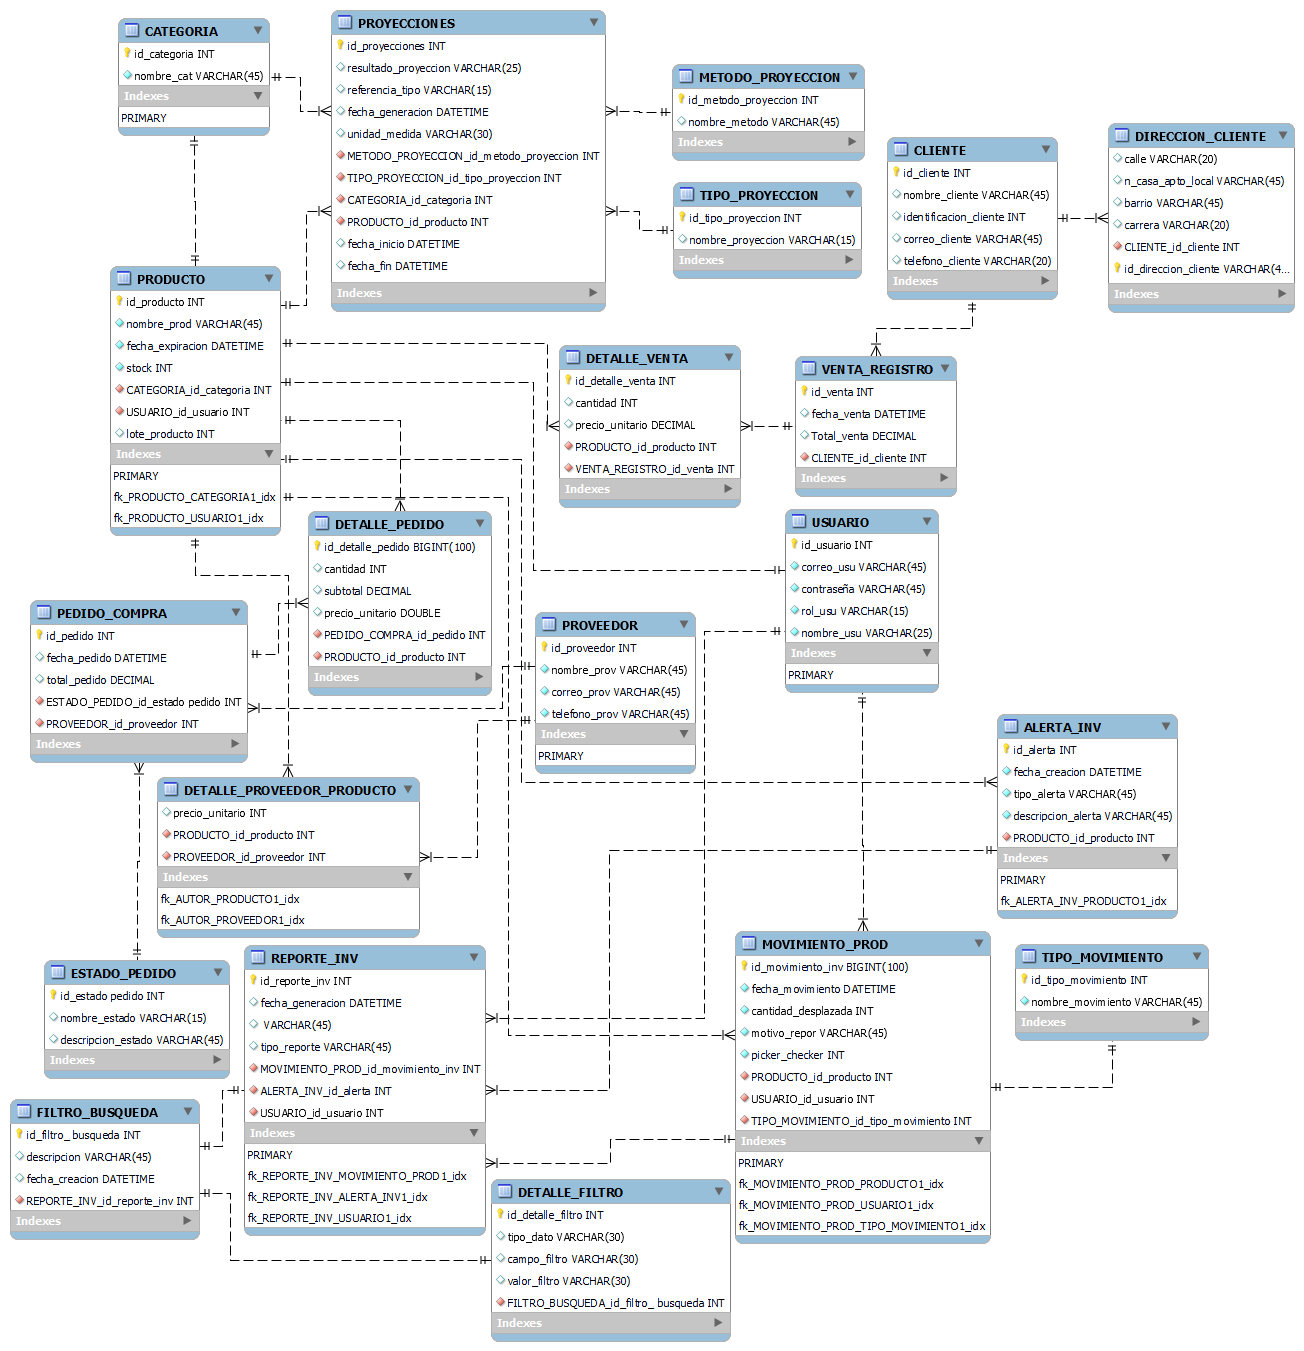 CATEGORIA
id_categoria INT
nombre_cat VARCHAR(45)
Indexes
PRIMARY
PROYECCIONES
id_proyecciones INT
resultado_proyeccion VARCHAR(25)
referencia_tipo VARCHAR(15)
fecha_generacion DATETIME
unidad_medida VARCHAR(30)
METODO_PROYECCION_id_metodo_proyeccion INT
TIPO_PROYECCION_id_tipo_proyeccion INT
CATEGORIA_id_categoria INT
PRODUCTO_id_producto INT
fecha_inicio DATETIME
fecha_fin DATETIME
Indexes
METODO_PROYECCION
id_metodo_proyeccion INT
nombre_metodo VARCHAR(45)
Indexes
TIPO_PROYECCION
id_tipo_proyeccion INT
nombre_proyeccion VARCHAR(15)
Indexes
CLIENTE
id_cliente INT
nombre_cliente VARCHAR(45)
identificacion_cliente INT
correo_cliente VARCHAR(45)
telefono_cliente VARCHAR(20)
Indexes
DIRECCION_CLIENTE
calle VARCHAR(20)
n_casa_apto_local VARCHAR(45)
barrio VARCHAR(45)
carrera VARCHAR(20)
CLIENTE_id_cliente INT
id_direccion_cliente VARCHAR(4...
Indexes
PRODUCTO
id_producto INT
nombre_prod VARCHAR(45)
fecha_expiracion DATETIME
stock INT
CATEGORIA_id_categoria INT
USUARIO_id_usuario INT
lote_producto INT
Indexes
PRIMARY
fk_PRODUCTO_CATEGORIA1_idx
fk_PRODUCTO_USUARIO1_idx
DETALLE_VENTA
id_detalle_venta INT
cantidad INT
precio_unitario DECIMAL
PRODUCTO_id_producto INT
VENTA_REGISTRO_id_venta INT
Indexes
VENTA_REGISTRO
id_venta INT
fecha_venta DATETIME
Total_venta DECIMAL
CLIENTE_id_cliente INT
Indexes
DETALLE_PEDIDO
id_detalle_pedido BIGINT(100)
cantidad INT
subtotal DECIMAL
precio_unitario DOUBLE
PEDIDO_COMPRA_id_pedido INT
PRODUCTO_id_producto INT
Indexes
USUARIO
id_usuario INT
correo_usu VARCHAR(45)
contraseña VARCHAR(45)
rol_usu VARCHAR(15)
nombre_usu VARCHAR(25)
Indexes
PRIMARY
PEDIDO_COMPRA
id_pedido INT
fecha_pedido DATETIME
total_pedido DECIMAL
ESTADO_PEDIDO_id_estado pedido INT
PROVEEDOR_id_proveedor INT
Indexes
PROVEEDOR
id_proveedor INT
nombre_prov VARCHAR(45)
correo_prov VARCHAR(45)
telefono_prov VARCHAR(45)
Indexes
PRIMARY
ALERTA_INV
id_alerta INT
fecha_creacion DATETIME
tipo_alerta VARCHAR(45)
descripcion_alerta VARCHAR(45)
PRODUCTO_id_producto INT
Indexes
PRIMARY
fk_ALERTA_INV_PRODUCTO1_idx
DETALLE_PROVEEDOR_PRODUCTO
precio_unitario INT
PRODUCTO_id_producto INT
PROVEEDOR_id_proveedor INT
Indexes
fk_AUTOR_PRODUCTO1_idx
fk_AUTOR_PROVEEDOR1_idx
ESTADO_PEDIDO
id_estado pedido INT
nombre_estado VARCHAR(15)
descripcion_estado VARCHAR(45)
Indexes
REPORTE_INV
id_reporte_inv INT
fecha_generacion DATETIME
VARCHAR(45)
tipo_reporte VARCHAR(45)
MOVIMIENTO_PROD_id_movimiento_inv INT
ALERTA_INV_id_alerta INT
USUARIO_id_usuario INT
Indexes
PRIMARY
fk_REPORTE_INV_MOVIMIENTO_PROD1_idx
fk_REPORTE_INV_ALERTA_INV1_idx
fk_REPORTE_INV_USUARIO1_idx
MOVIMIENTO_PROD
id_movimiento_inv BIGINT(100)
fecha_movimiento DATETIME
cantidad_desplazada INT
motivo_repor VARCHAR(45)
picker_checker INT
PRODUCTO_id_producto INT
USUARIO_id_usuario INT
TIPO_MOVIMIENTO_id_tipo_movimiento INT
Indexes
PRIMARY
fk_MOVIMIENTO_PROD_PRODUCTO1_idx
fk_MOVIMIENTO_PROD_USUARIO1_idx
fk_MOVIMIENTO_PROD_TIPO_MOVIMIENTO1_idx
TIPO_MOVIMIENTO
id_tipo_movimiento INT
nombre_movimiento VARCHAR(45)
Indexes
FILTRO_BUSQUEDA
id_filtro_ busqueda INT
descripcion VARCHAR(45)
fecha_creacion DATETIME
REPORTE_INV_id_reporte_inv INT
Indexes
DETALLE_FILTRO
id_detalle_filtro INT
tipo_dato VARCHAR(30)
campo_filtro VARCHAR(30)
valor_filtro VARCHAR(30)
FILTRO_BUSQUEDA_id_filtro_ busqueda INT
Indexes